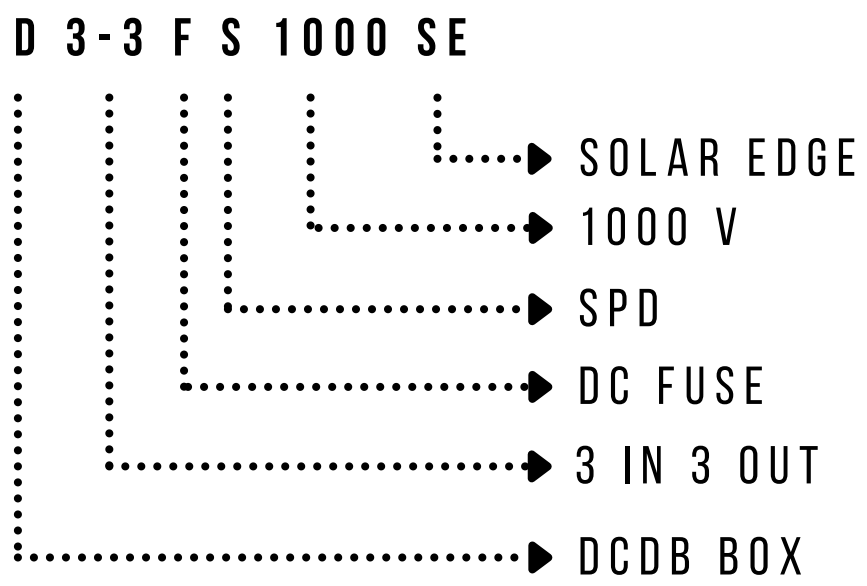 D 3-3 F S 1000 SE
SOLAR EDGE
1000 V
SPD
DC FUSE
3 IN 3 OUT
DCDB BOX